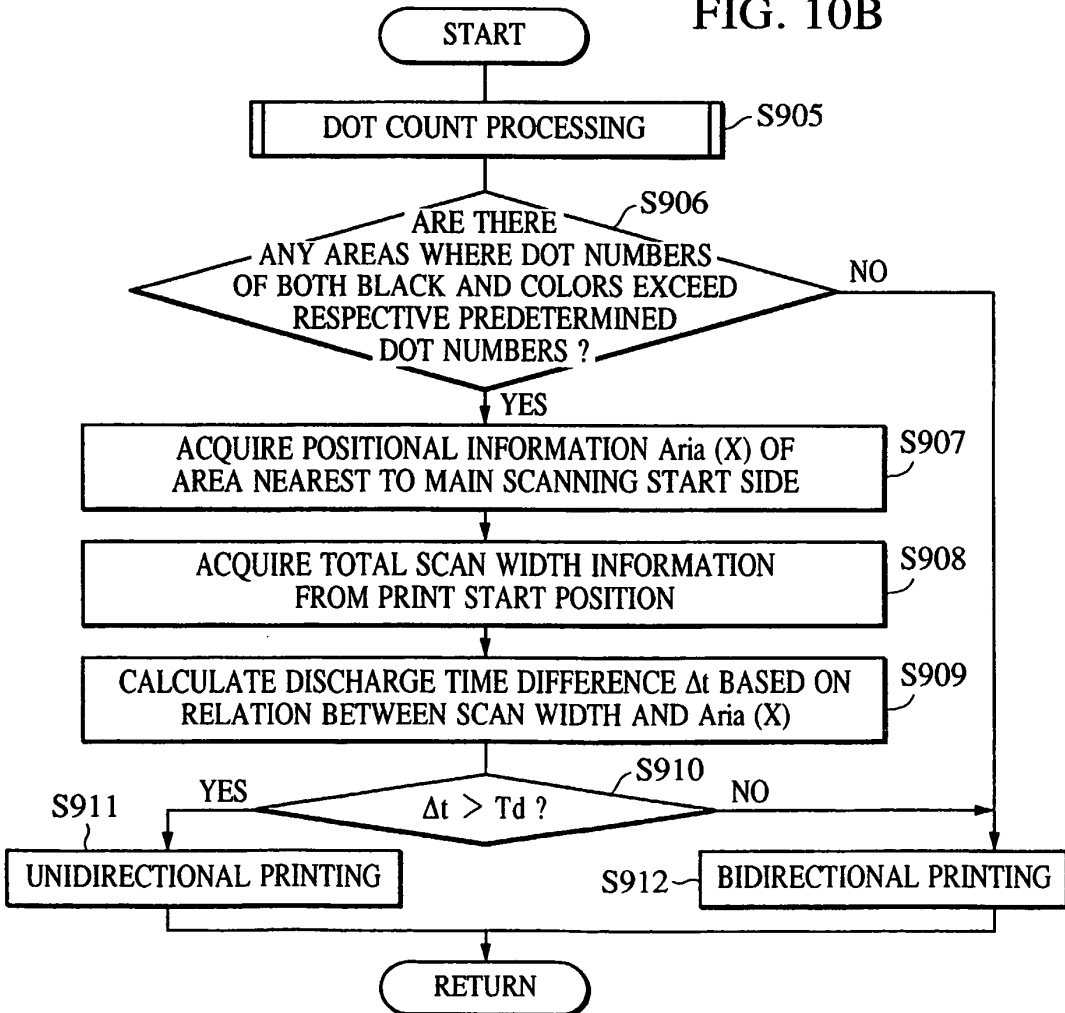 FIG. 10B
START
DOT COUNT PROCESSING
S905
S906
ARE THERE
ANY AREAS WHERE DOT NUMBERS
OF BOTH BLACK AND COLORS EXCEED
RESPECTIVE PREDETERMINED
DOT NUMBERS ?
NO
YES
ACQUIRE POSITIONAL INFORMATION Aria (X) OF
AREA NEAREST TO MAIN SCANNING START SIDE
S907
ACQUIRE TOTAL SCAN WIDTH INFORMATION
FROM PRINT START POSITION
S908
CALCULATE DISCHARGE TIME DIFFERENCE Δt BASED ON
RELATION BETWEEN SCAN WIDTH AND Aria (X)
S909
S910
YES
Δt > Td ?
NO
S911
UNIDIRECTIONAL PRINTING
S912
BIDIRECTIONAL PRINTING
RETURN